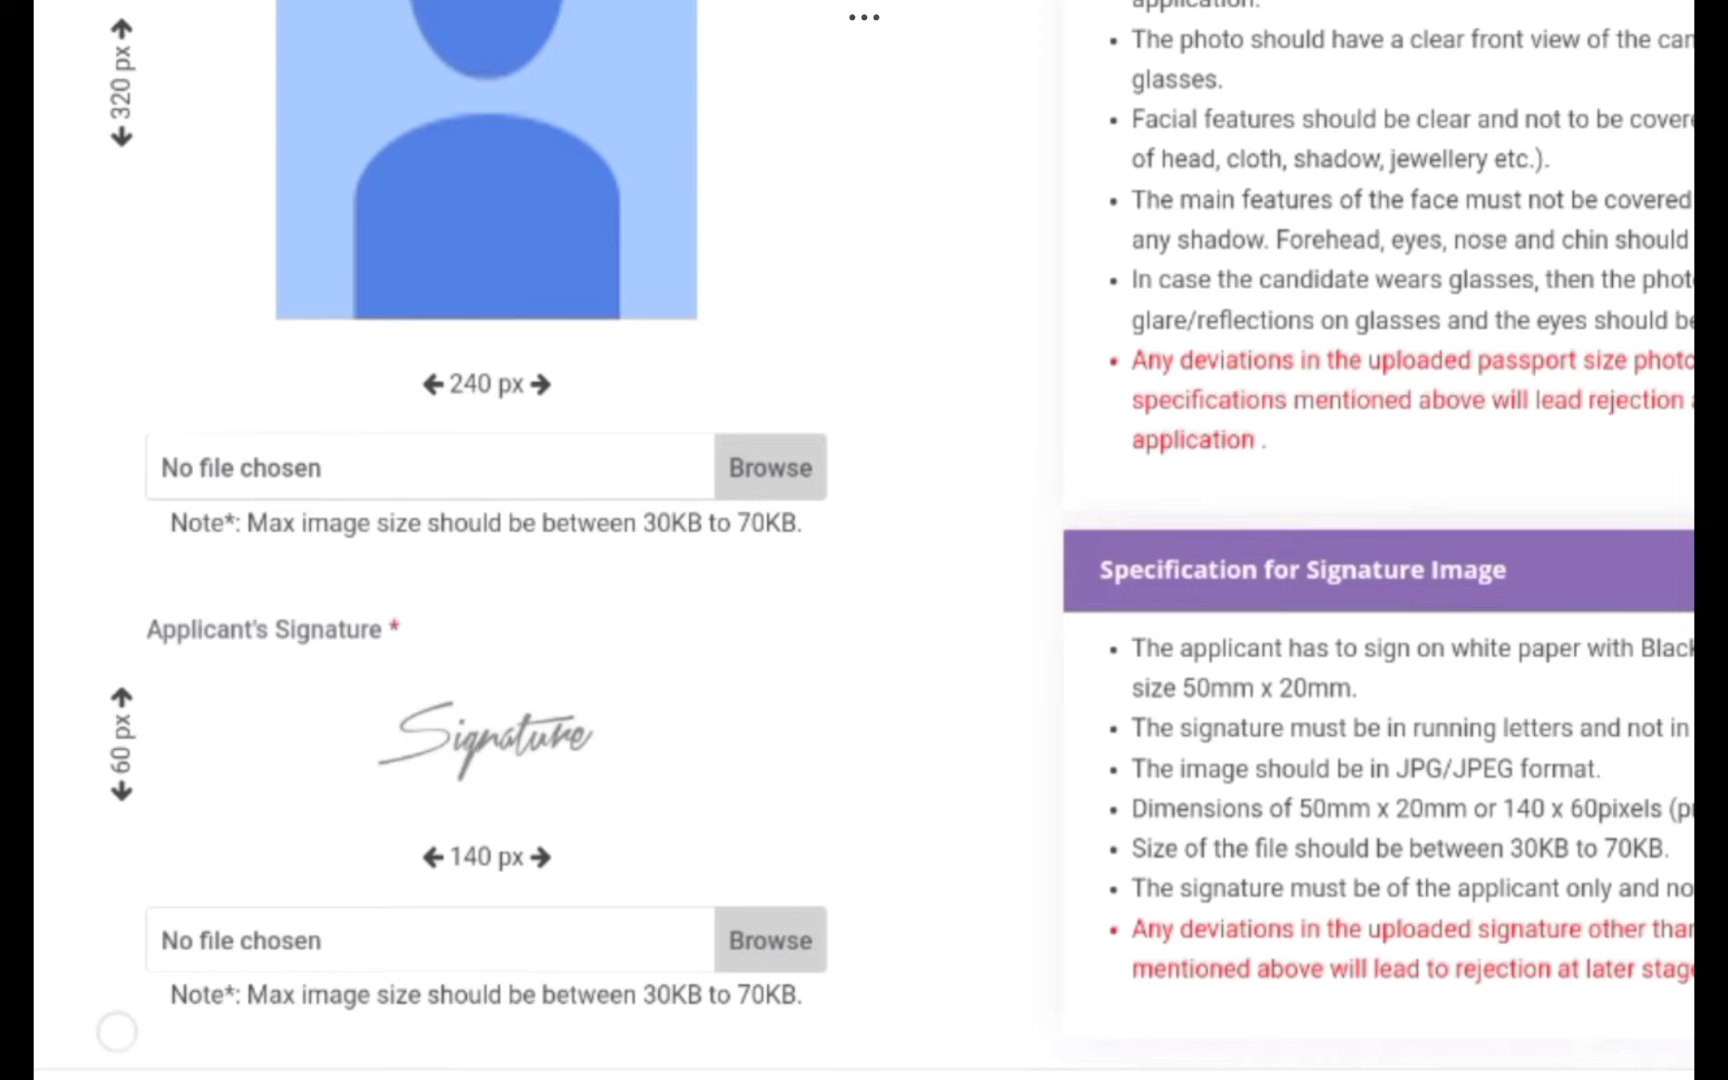 320 px
240 px
No file chosen
Browse
Note*: Max image size should be between 30KB to 70KB.
Applicant's Signature *
60 px
Signature
140 px
No file chosen
Browse
Note*: Max image size should be between 30KB to 70KB.
application.
• The photo should have a clear front view of the
glasses.
• Facial features should be clear and not to be
of head, cloth, shadow, jewellery etc.).
• The main features of the face must not be covered
any shadow. Forehead, eyes, nose and chin should
• In case the candidate wears glasses, then the
glare/reflections on glasses and the eyes should
• Any deviations in the uploaded passport size
specifications mentioned above will lead rejection
application .
Specification for Signature Image
• The applicant has to sign on white paper with
size 50mm x 20mm.
• The signature must be in running letters and not in
• The image should be in JPG/JPEG format.
• Dimensions of 50mm x 20mm or 140 x 60pixels
• Size of the file should be between 30KB to 70KB.
• The signature must be of the applicant only and
• Any deviations in the uploaded signature other
mentioned above will lead to rejection at later